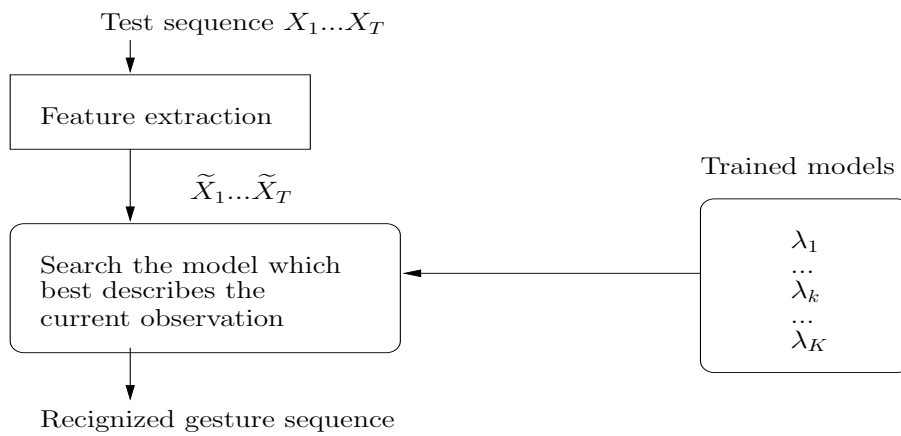 Test sequence X₁...X_T
Feature extraction
X̃₁...X̃_T
Trained models
λ₁
...
λₖ
...
λ_K
Search the model which
best describes the
current observation
Recignized gesture sequence